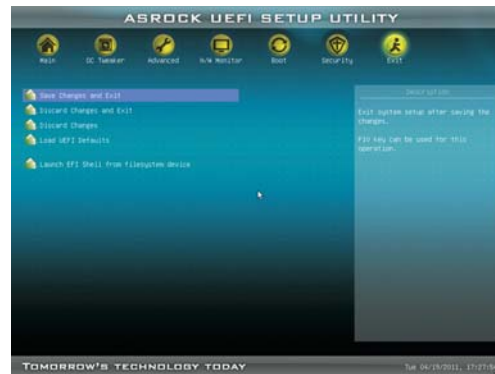 ASROCK UEFI SETUP UTILITY
Main
OC Tweaker
Advanced
H/W Monitor
Boot
Security
Exit
Save Changes and Exit
Discard Changes and Exit
Discard Changes
Load UEFI Defaults
Launch EFI Shell from filesystem device
Description
Exit system setup after saving the
changes.
F10 key can be used for this
operation.
TOMORROW'S TECHNOLOGY TODAY
Tue 04/19/2011,